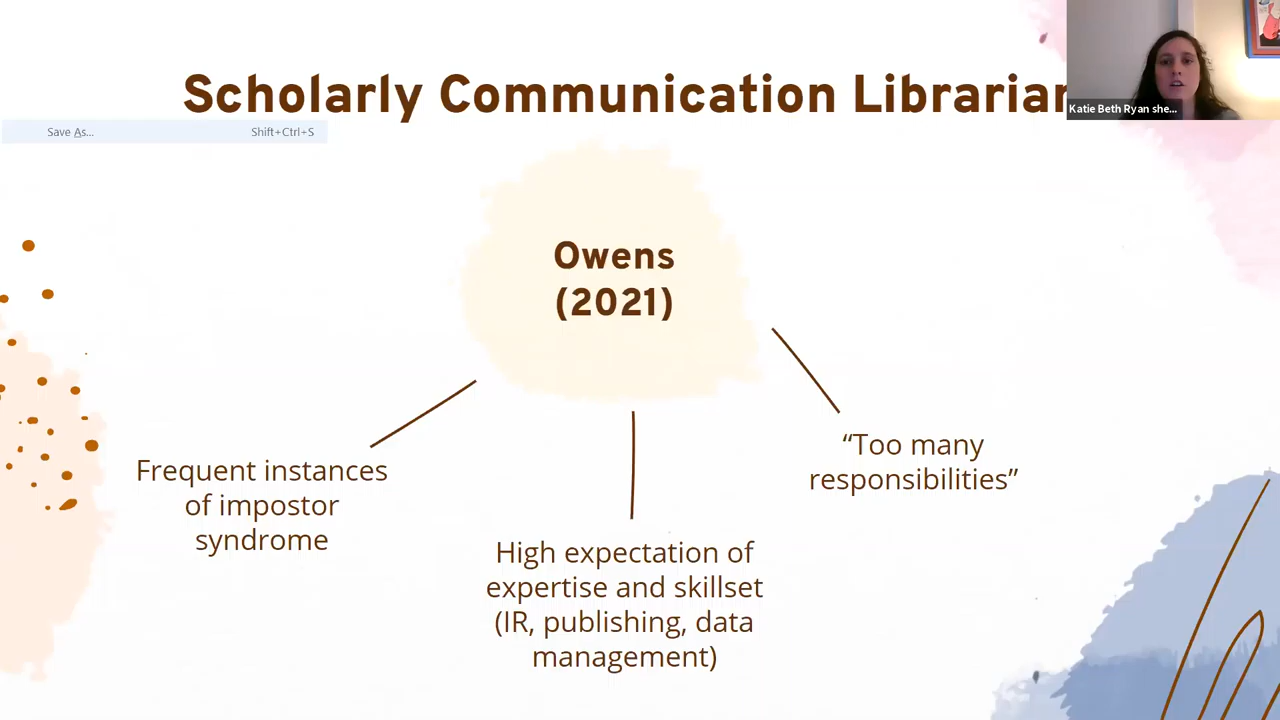 Scholarly Communication Librarian
Katie Beth Ryan she...
Save As...
Shift+Ctrl+S
Owens
(2021)
Frequent instances
of impostor
syndrome
High expectation of
expertise and skillset
(IR, publishing, data
management)
“Too many
responsibilities”